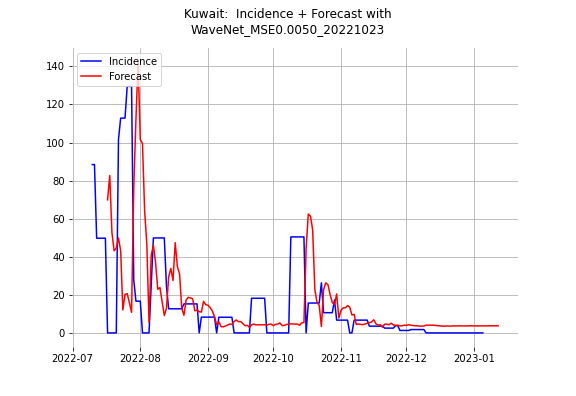 Kuwait:  Incidence + Forecast with
WaveNet_MSE0.0050_20221023
Incidence
Forecast
140
120
100
80
60
40
20
0
2022-07 2022-08 2022-09 2022-10 2022-11 2022-12 2023-01